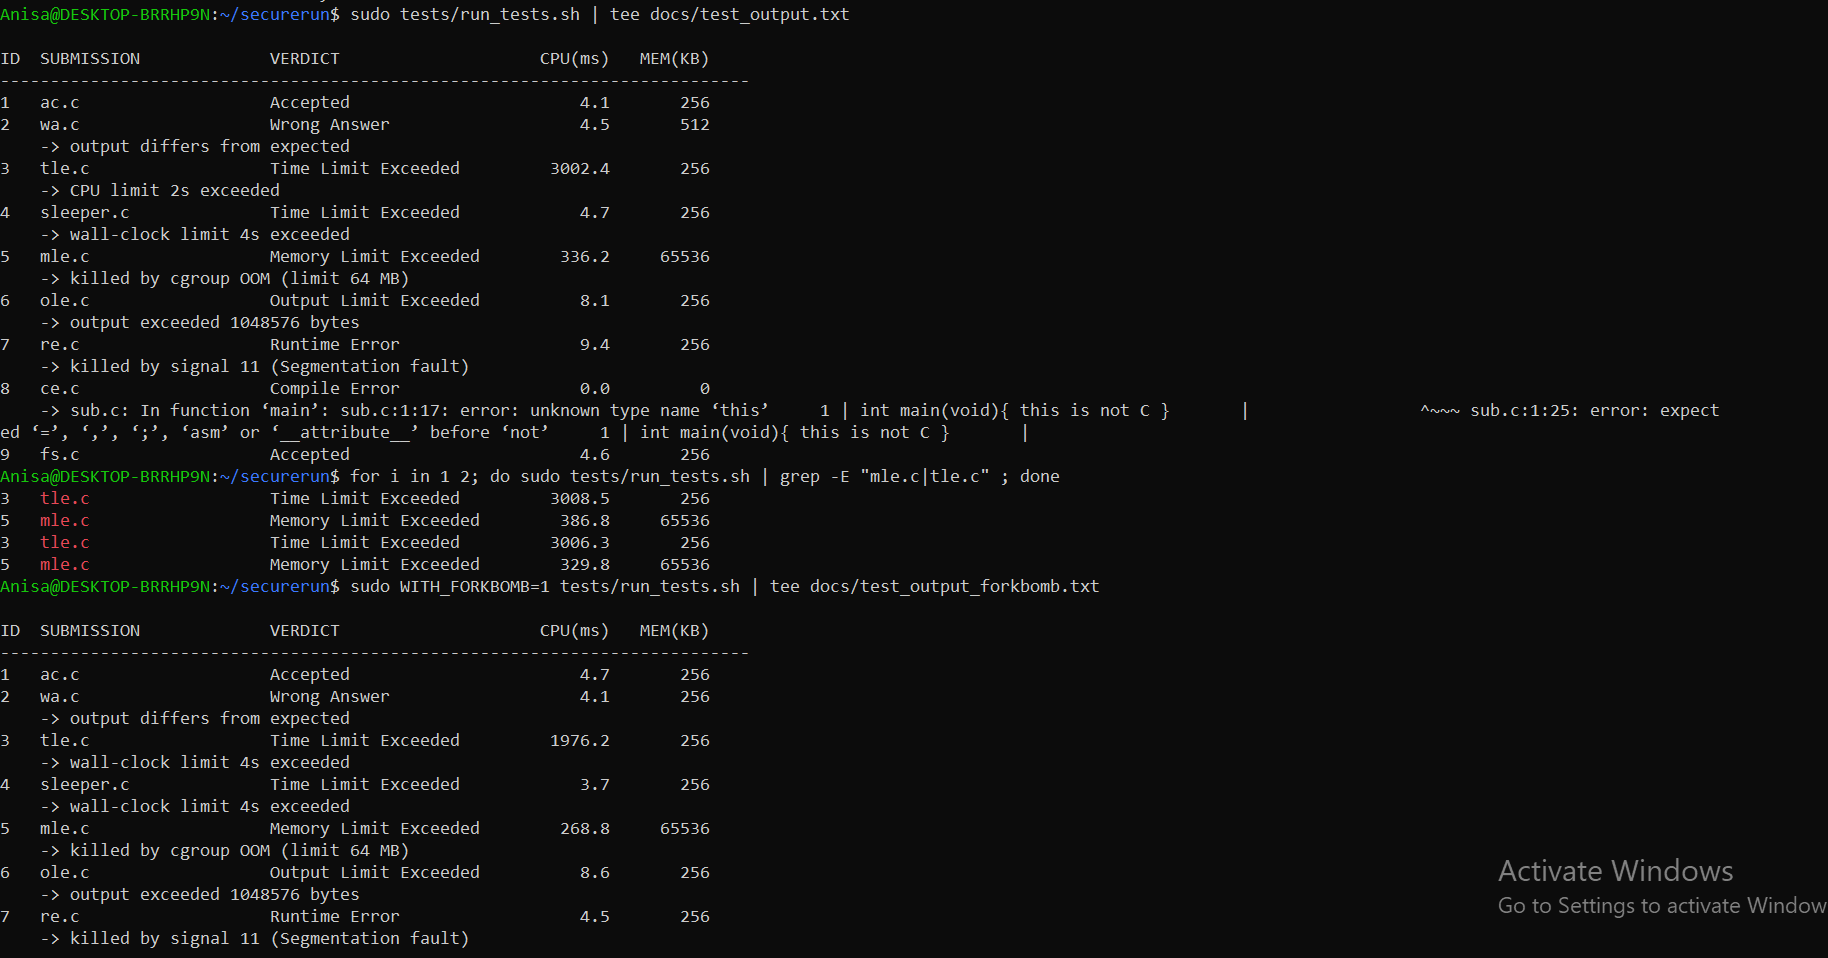 Anisa@DESKTOP-BRRHP9N:~/securerun$ sudo tests/run_tests.sh | tee docs/test_output.txt
ID  SUBMISSION             VERDICT                    CPU(ms)   MEM(KB)
---------------------------------------------------------------------------
1   ac.c                   Accepted                       4.1       256
2   wa.c                   Wrong Answer                   4.5       512
    -> output differs from expected
3   tle.c                  Time Limit Exceeded         3002.4       256
    -> CPU limit 2s exceeded
4   sleeper.c              Time Limit Exceeded            4.7       256
    -> wall-clock limit 4s exceeded
5   mle.c                  Memory Limit Exceeded        336.2     65536
    -> killed by cgroup OOM (limit 64 MB)
6   ole.c                  Output Limit Exceeded          8.1       256
    -> output exceeded 1048576 bytes
7   re.c                   Runtime Error                  9.4       256
    -> killed by signal 11 (Segmentation fault)
8   ce.c                   Compile Error                  0.0         0
    -> sub.c: In function ‘main’: sub.c:1:17: error: unknown type name ‘this’     1 | int main(void){ this is not C }       |                 ^~~~ sub.c:1:25: error: expect
ed ‘=’, ‘,’, ‘;’, ‘asm’ or ‘__attribute__’ before ‘not’     1 | int main(void){ this is not C }       |
9   fs.c                   Accepted                       4.6       256
Anisa@DESKTOP-BRRHP9N:~/securerun$ for i in 1 2; do sudo tests/run_tests.sh | grep -E "mle.c|tle.c" ; done
3   tle.c                  Time Limit Exceeded         3008.5       256
5   mle.c                  Memory Limit Exceeded        386.8     65536
3   tle.c                  Time Limit Exceeded         3006.3       256
5   mle.c                  Memory Limit Exceeded        329.8     65536
Anisa@DESKTOP-BRRHP9N:~/securerun$ sudo WITH_FORKBOMB=1 tests/run_tests.sh | tee docs/test_output_forkbomb.txt
ID  SUBMISSION             VERDICT                    CPU(ms)   MEM(KB)
---------------------------------------------------------------------------
1   ac.c                   Accepted                       4.7       256
2   wa.c                   Wrong Answer                   4.1       256
    -> output differs from expected
3   tle.c                  Time Limit Exceeded         1976.2       256
    -> wall-clock limit 4s exceeded
4   sleeper.c              Time Limit Exceeded            3.7       256
    -> wall-clock limit 4s exceeded
5   mle.c                  Memory Limit Exceeded        268.8     65536
    -> killed by cgroup OOM (limit 64 MB)
6   ole.c                  Output Limit Exceeded          8.6       256
    -> output exceeded 1048576 bytes
7   re.c                   Runtime Error                  4.5       256
    -> killed by signal 11 (Segmentation fault)
Activate Windows
Go to Settings to activate Window